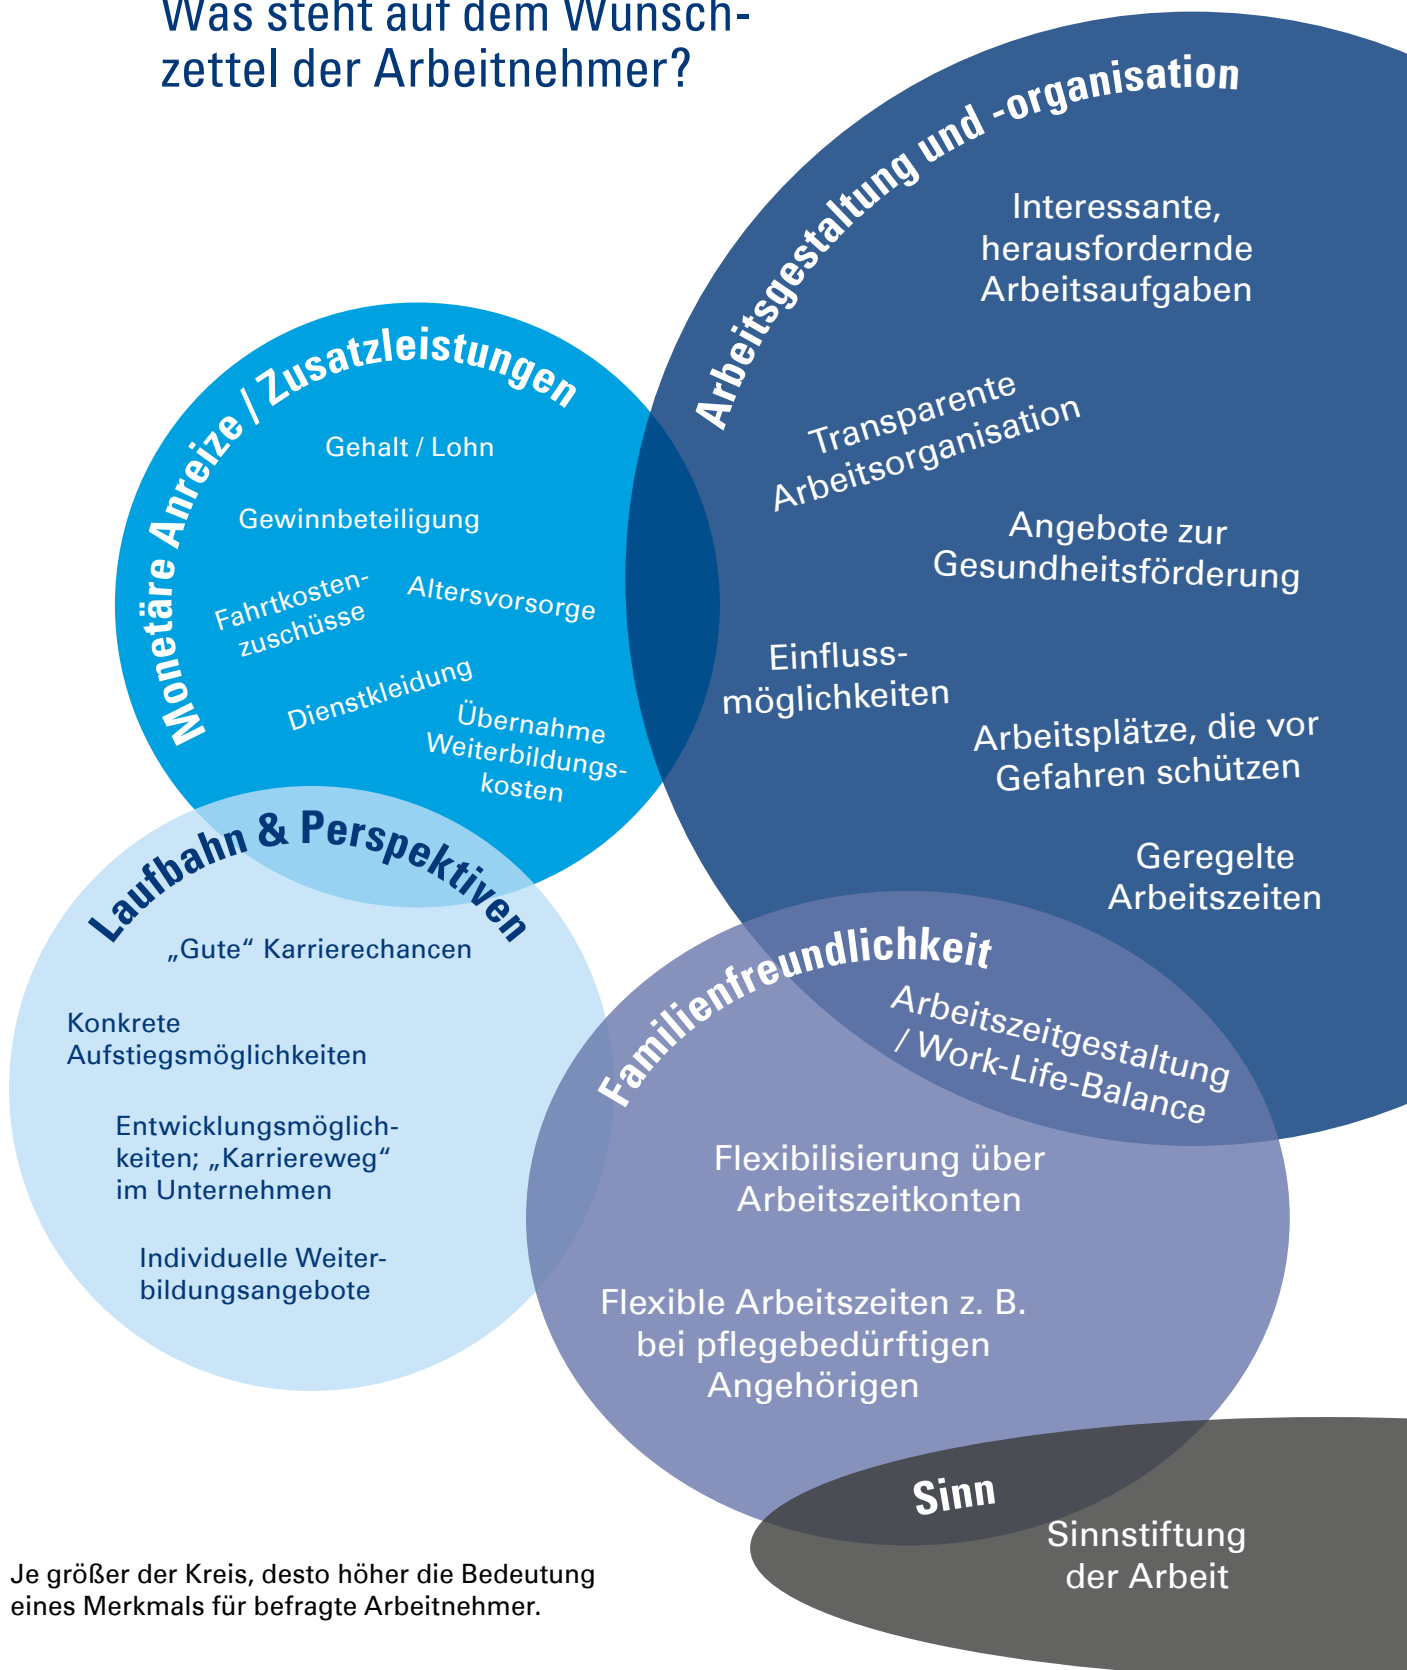 Was steht auf dem Wunsch-
zettel der Arbeitnehmer?
Arbeitsgestaltung und -organisation
Interessante,
herausfordernde
Arbeitsaufgaben
Transparente
Arbeitsorganisation
Angebote zur
Gesundheitsförderung
Einfluss-
möglichkeiten
Arbeitsplätze, die vor
Gefahren schützen
Geregelte
Arbeitszeiten
Monetäre Anreize / Zusatzleistungen
Gehalt / Lohn
Gewinnbeteiligung
Fahrtkosten-
zuschüsse
Altersvorsorge
Dienstkleidung
Übernahme
Weiterbildungs-
kosten
Laufbahn & Perspektiven
„Gute“ Karrierechancen
Konkrete
Aufstiegsmöglichkeiten
Entwicklungsmöglich-
keiten; „Karriereweg“
im Unternehmen
Individuelle Weiter-
bildungsangebote
Familienfreundlichkeit
Arbeitszeitgestaltung
/ Work-Life-Balance
Flexibilisierung über
Arbeitszeitkonten
Flexible Arbeitszeiten z. B.
bei pflegebedürftigen
Angehörigen
Sinn
Sinnstiftung
der Arbeit
Je größer der Kreis, desto höher die Bedeutung
eines Merkmals für befragte Arbeitnehmer.